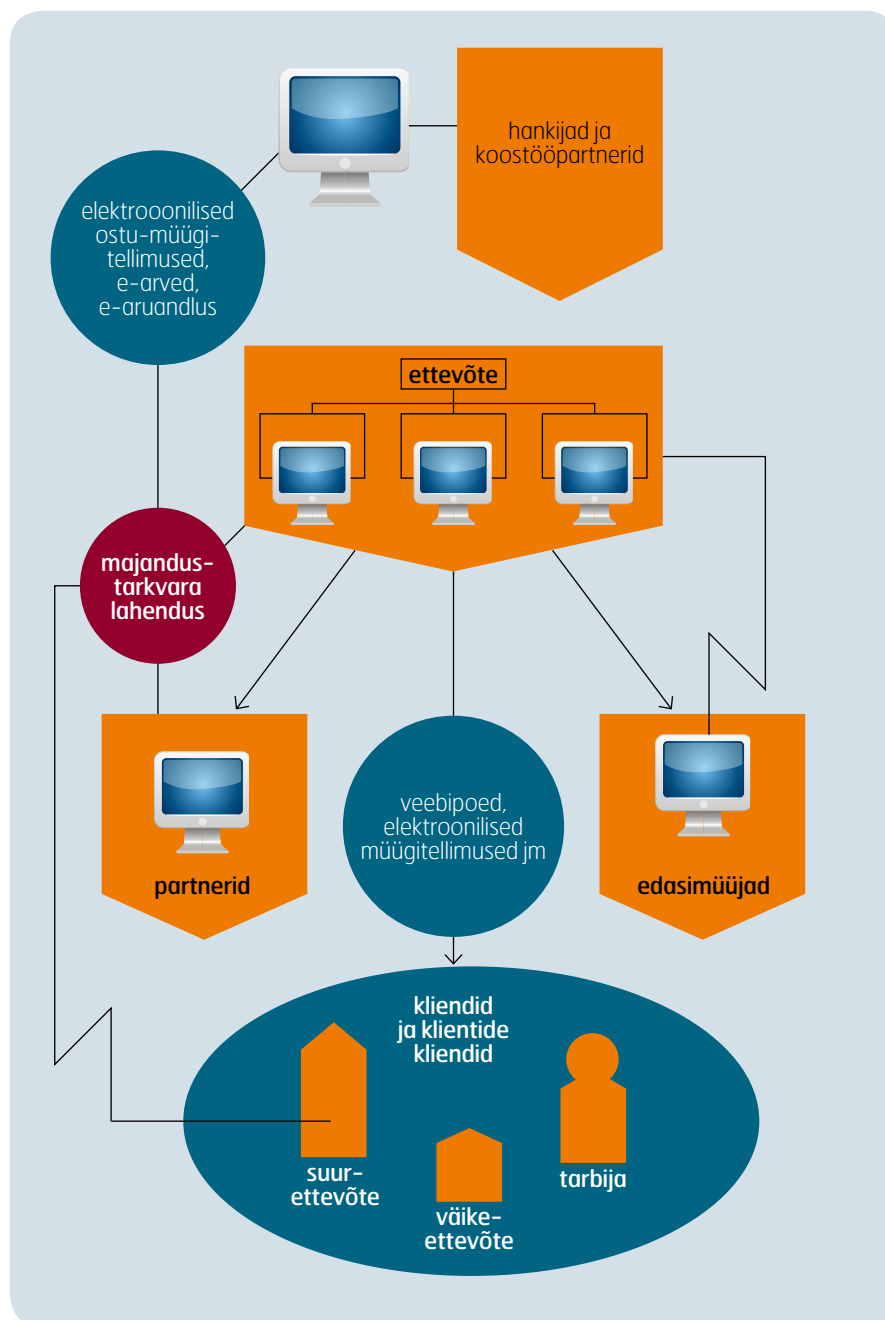 hankijad ja
koostööpartnerid
elektrooonilised
ostu-müügi-
tellimused,
e-arved,
e-aruandlus
ettevõte
majandus-
tarkvara
lahendus
partnerid
veebipoed,
elektroonilised
müügitellimused jm
edasimüüjad
kliendid
ja klientide
kliendid
suur-
ettevõte
väike-
ettevõte
tarbija